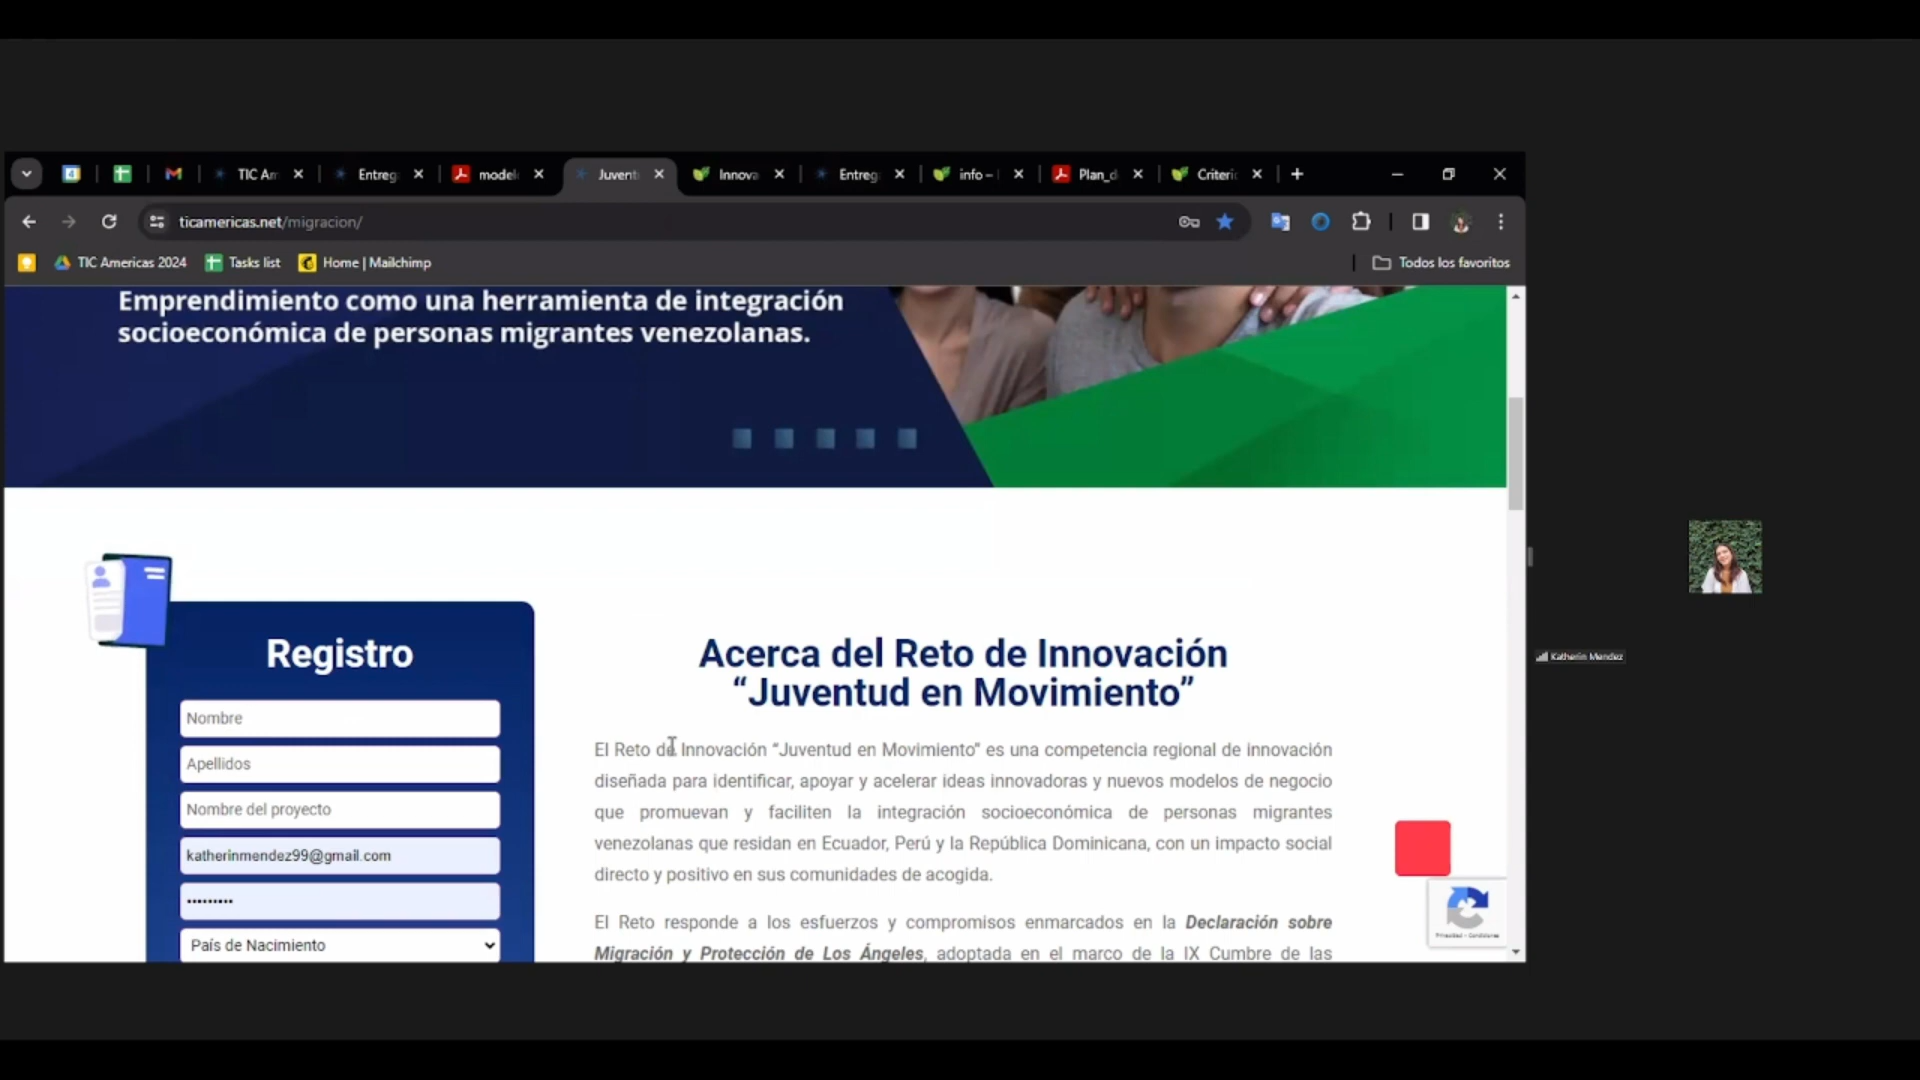 TIC Am
Entreg
model
Juvent
Innova
Entreg
info –
Plan_d
Criteri
ticamericas.net/migracion/
TIC Americas 2024
Tasks list
Home | Mailchimp
Todos los favoritos
Emprendimiento como una herramienta de integración
socioeconómica de personas migrantes venezolanas.
Registro
Nombre
Apellidos
Nombre del proyecto
katherinmendez99@gmail.com
•••••••••
País de Nacimiento
Acerca del Reto de Innovación
“Juventud en Movimiento”
El Reto de Innovación “Juventud en Movimiento” es una competencia regional de innovación
diseñada para identificar, apoyar y acelerar ideas innovadoras y nuevos modelos de negocio
que promuevan y faciliten la integración socioeconómica de personas migrantes
venezolanas que residan en Ecuador, Perú y la República Dominicana, con un impacto social
directo y positivo en sus comunidades de acogida.
El Reto responde a los esfuerzos y compromisos enmarcados en la Declaración sobre
Migración y Protección de Los Ángeles, adoptada en el marco de la IX Cumbre de las
Privacidad - Condiciones
Katherin Mendez